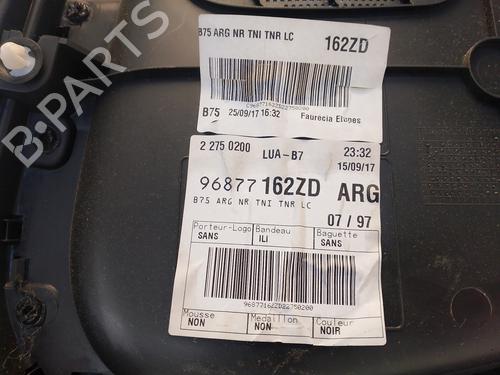 B75 ARG NR TNI TNR LC 162ZD
C96877162ZD22750200
B75 25/09/17 16:32 Faurecia Etupes
2 275 0200 LUA-B7 23:32
15/09/17
96877 162ZD ARG
B75 ARG NR TNI TNR LC 07 / 97
Porteur-Logo Bandeau Baguette
SANS ILI SANS
96877162ZD22750200
Mousse Medaillon Couleur
NON NON NOIR
B-PARTS